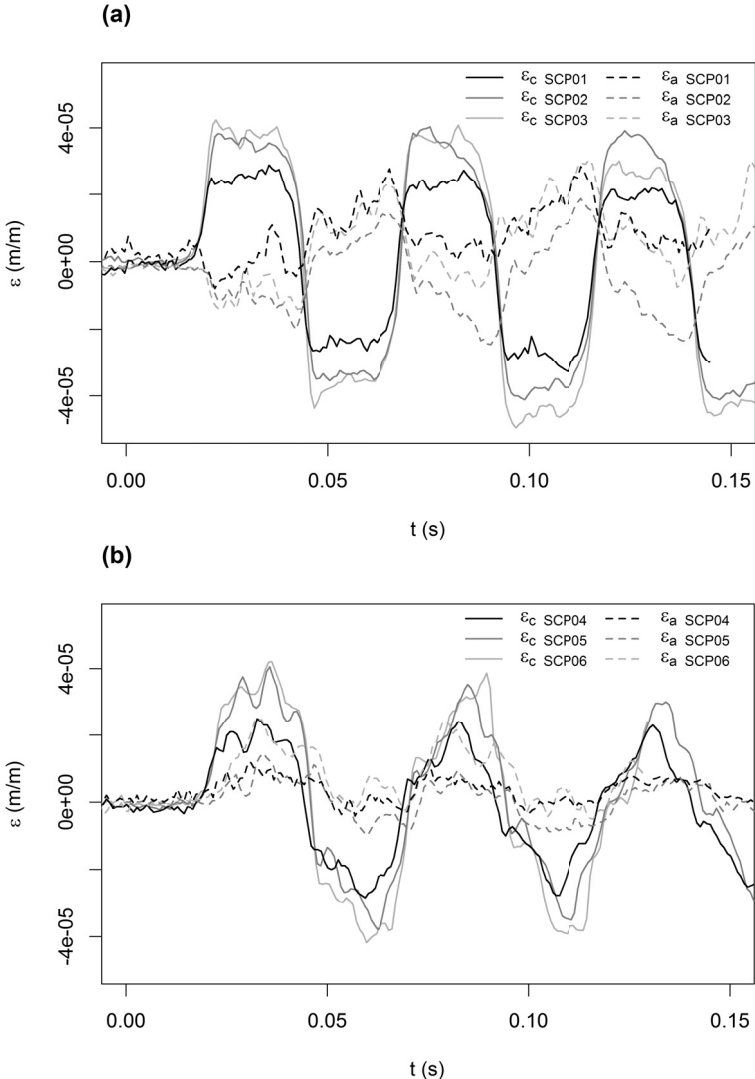 (a)
εc SCP01 εa SCP01
εc SCP02 εa SCP02
εc SCP03 εa SCP03
4e-05
0e+00
-4e-05
ε (m/m)
0.00 0.05 0.10 0.15
t (s)
(b)
εc SCP04 εa SCP04
εc SCP05 εa SCP05
εc SCP06 εa SCP06
4e-05
0e+00
-4e-05
ε (m/m)
0.00 0.05 0.10 0.15
t (s)